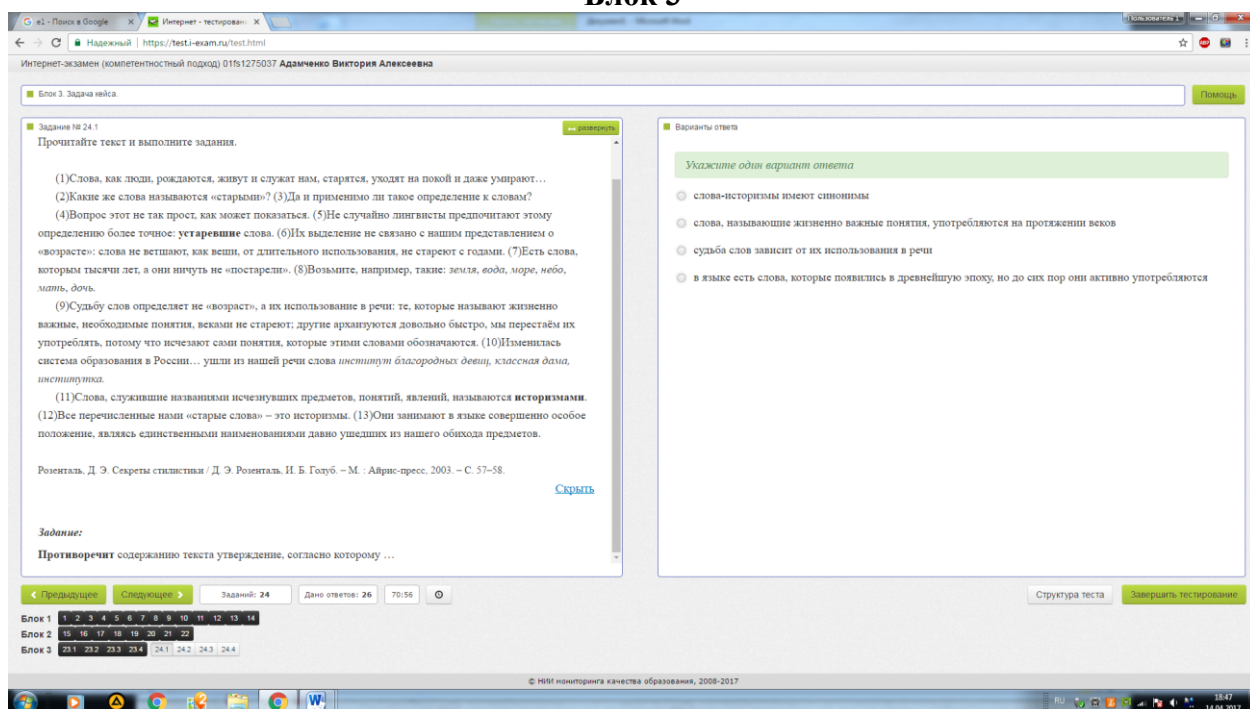 Блок 3
e1 - Поиск в Google
Интернет - тестирован
Надежный | https://test.i-exam.ru/test.html
Интернет-экзамен (компетентностный подход) 01fs1275037 Адамченко Виктория Алексеевна
Блок 3. Задача кейса.
Помощь
Задание № 24.1
развернуть
Прочитайте текст и выполните задания.
(1)Слова, как люди, рождаются, живут и служат нам, старятся, уходят на покой и даже умирают…
(2)Какие же слова называются «старыми»? (3)Да и применимо ли такое определение к словам?
(4)Вопрос этот не так прост, как может показаться. (5)Не случайно лингвисты предпочитают этому
определению более точное: устаревшие слова. (6)Их выделение не связано с нашим представлением о
«возрасте»: слова не ветшают, как вещи, от длительного использования, не стареют с годами. (7)Есть слова,
которым тысячи лет, а они ничуть не «постарели». (8)Возьмите, например, такие: земля, вода, море, небо,
мать, дочь.
(9)Судьбу слов определяет не «возраст», а их использование в речи: те, которые называют жизненно
важные, необходимые понятия, веками не стареют; другие архаизуются довольно быстро, мы перестаём их
употреблять, потому что исчезают сами понятия, которые этими словами обозначаются. (10)Изменилась
система образования в России… ушли из нашей речи слова институт благородных девиц, классная дама,
институтка.
(11)Слова, служившие названиями исчезнувших предметов, понятий, явлений, называются историзмами.
(12)Все перечисленные нами «старые слова» – это историзмы. (13)Они занимают в языке совершенно особое
положение, являясь единственными наименованиями давно ушедших из нашего обихода предметов.
Розенталь, Д. Э. Секреты стилистики / Д. Э. Розенталь, И. Б. Голуб. – М. : Айрис-пресс, 2003. – С. 57–58.
Скрыть
Задание:
Противоречит содержанию текста утверждение, согласно которому …
Варианты ответа
Укажите один вариант ответа
слова-историзмы имеют синонимы
слова, называющие жизненно важные понятия, употребляются на протяжении веков
судьба слов зависит от их использования в речи
в языке есть слова, которые появились в древнейшую эпоху, но до сих пор они активно употребляются
Предыдущее
Следующее
Заданий: 24
Дано ответов: 26
70:56
Структура теста
Завершить тестирование
Блок 1 1 2 3 4 5 6 7 8 9 10 11 12 13 14
Блок 2 15 16 17 18 19 20 21 22
Блок 3 23.1 23.2 23.3 23.4 24.1 24.2 24.3 24.4
© НИИ мониторинга качества образования, 2008-2017
RU
18:47
14.04.2017